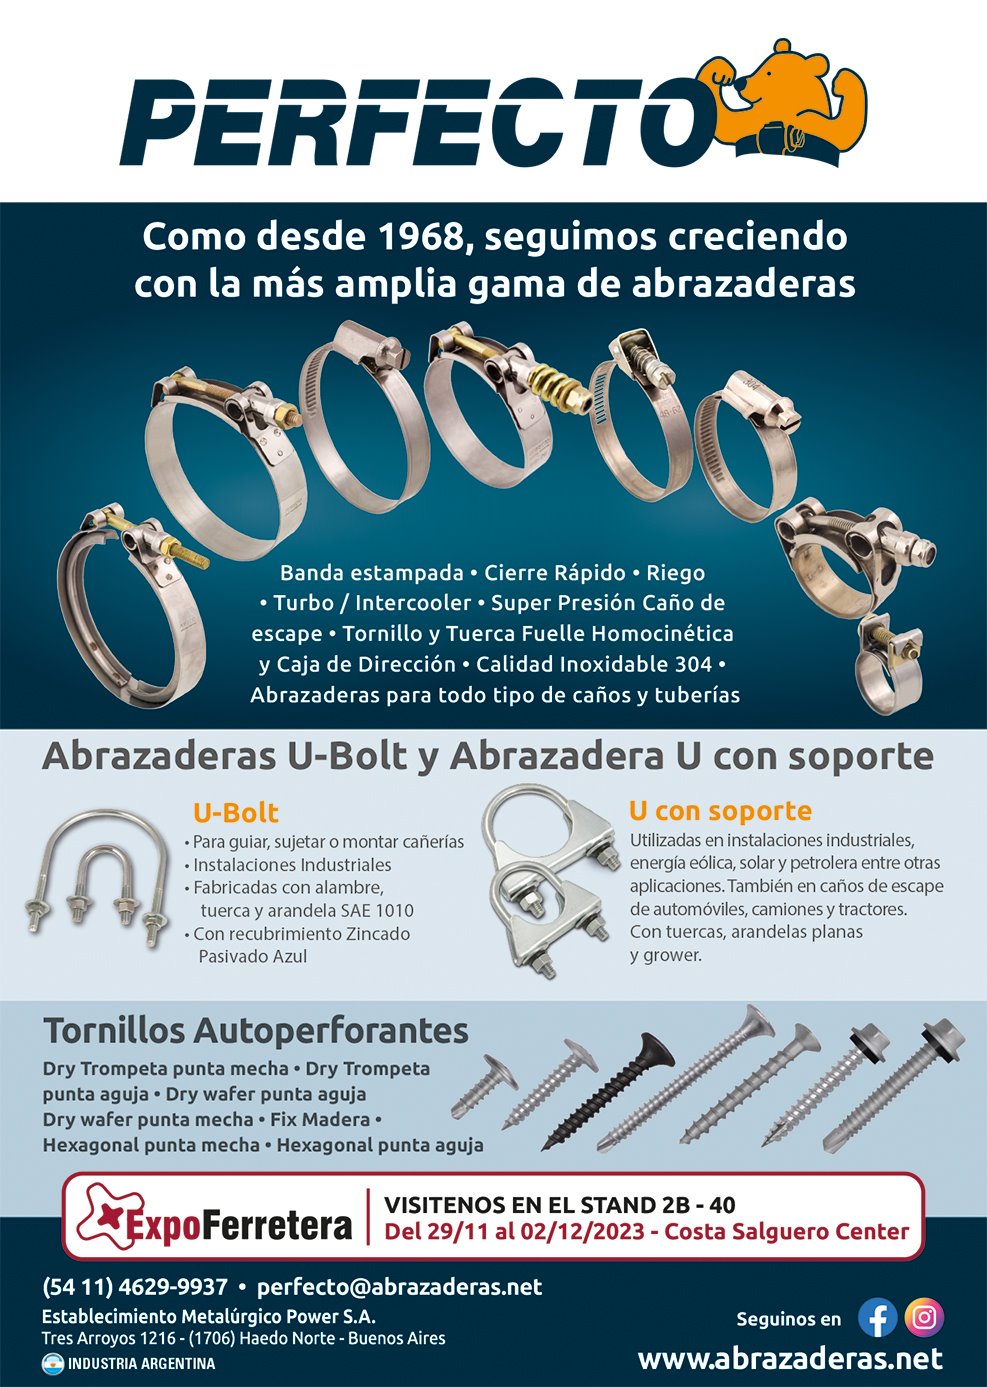 PERFECTO
Como desde 1968, seguimos creciendo
con la más amplia gama de abrazaderas
304
Banda estampada • Cierre Rápido • Riego
• Turbo / Intercooler • Super Presión Caño de
escape • Tornillo y Tuerca Fuelle Homocinética
y Caja de Dirección • Calidad Inoxidable 304 •
Abrazaderas para todo tipo de caños y tuberías
Abrazaderas U-Bolt y Abrazadera U con soporte
U-Bolt
• Para guiar, sujetar o montar cañerías
• Instalaciones Industriales
• Fabricadas con alambre,
tuerca y arandela SAE 1010
• Con recubrimiento Zincado
Pasivado Azul
U con soporte
Utilizadas en instalaciones industriales,
energía eólica, solar y petrolera entre otras
aplicaciones. También en caños de escape
de automóviles, camiones y tractores.
Con tuercas, arandelas planas
y grower.
Tornillos Autoperforantes
Dry Trompeta punta mecha • Dry Trompeta
punta aguja • Dry wafer punta aguja
Dry wafer punta mecha • Fix Madera •
Hexagonal punta mecha • Hexagonal punta aguja
ExpoFerretera
VISITENOS EN EL STAND 2B - 40
Del 29/11 al 02/12/2023 - Costa Salguero Center
(54 11) 4629-9937 • perfecto@abrazaderas.net
Establecimiento Metalúrgico Power S.A.
Tres Arroyos 1216 - (1706) Haedo Norte - Buenos Aires
INDUSTRIA ARGENTINA
Seguinos en
www.abrazaderas.net